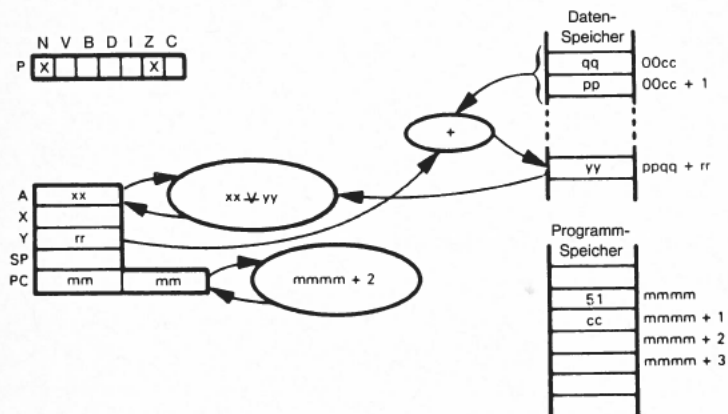 N V B D I Z C
P X X
Daten-
Speicher
qq 00cc
pp 00cc + 1
+
yy ppqq + rr
A xx
xx ⊻ yy
X
Y rr
SP
PC mm mm
mmmm + 2
Programm-
Speicher
51 mmmm
cc mmmm + 1
mmmm + 2
mmmm + 3